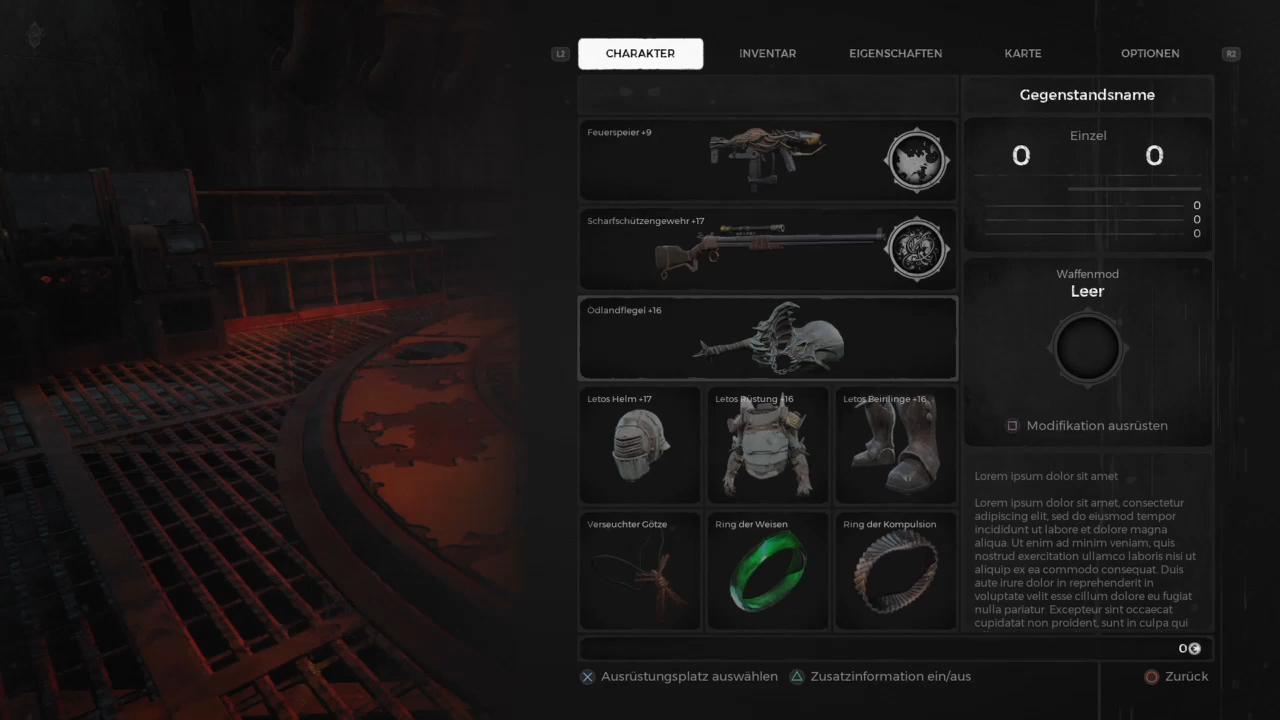 L2
CHARAKTER
INVENTAR
EIGENSCHAFTEN
KARTE
OPTIONEN
R2
Feuerspeier +9
Scharfschützengewehr +17
Ödlandflegel +16
Letos Helm +17
Letos Rüstung +16
Letos Beinlinge +16
Verseuchter Götze
Ring der Weisen
Ring der Kompulsion
Gegenstandsname
Einzel
0
0
0
0
0
Waffenmod
Leer
Modifikation ausrüsten
Lorem ipsum dolor sit amet
Lorem ipsum dolor sit amet, consectetur
adipiscing elit, sed do eiusmod tempor
incididunt ut labore et dolore magna
aliqua. Ut enim ad minim veniam, quis
nostrud exercitation ullamco laboris nisi ut
aliquip ex ea commodo consequat. Duis
aute irure dolor in reprehenderit in
voluptate velit esse cillum dolore eu fugiat
nulla pariatur. Excepteur sint occaecat
cupidatat non proident, sunt in culpa qui
0
Ausrüstungsplatz auswählen
Zusatzinformation ein/aus
Zurück